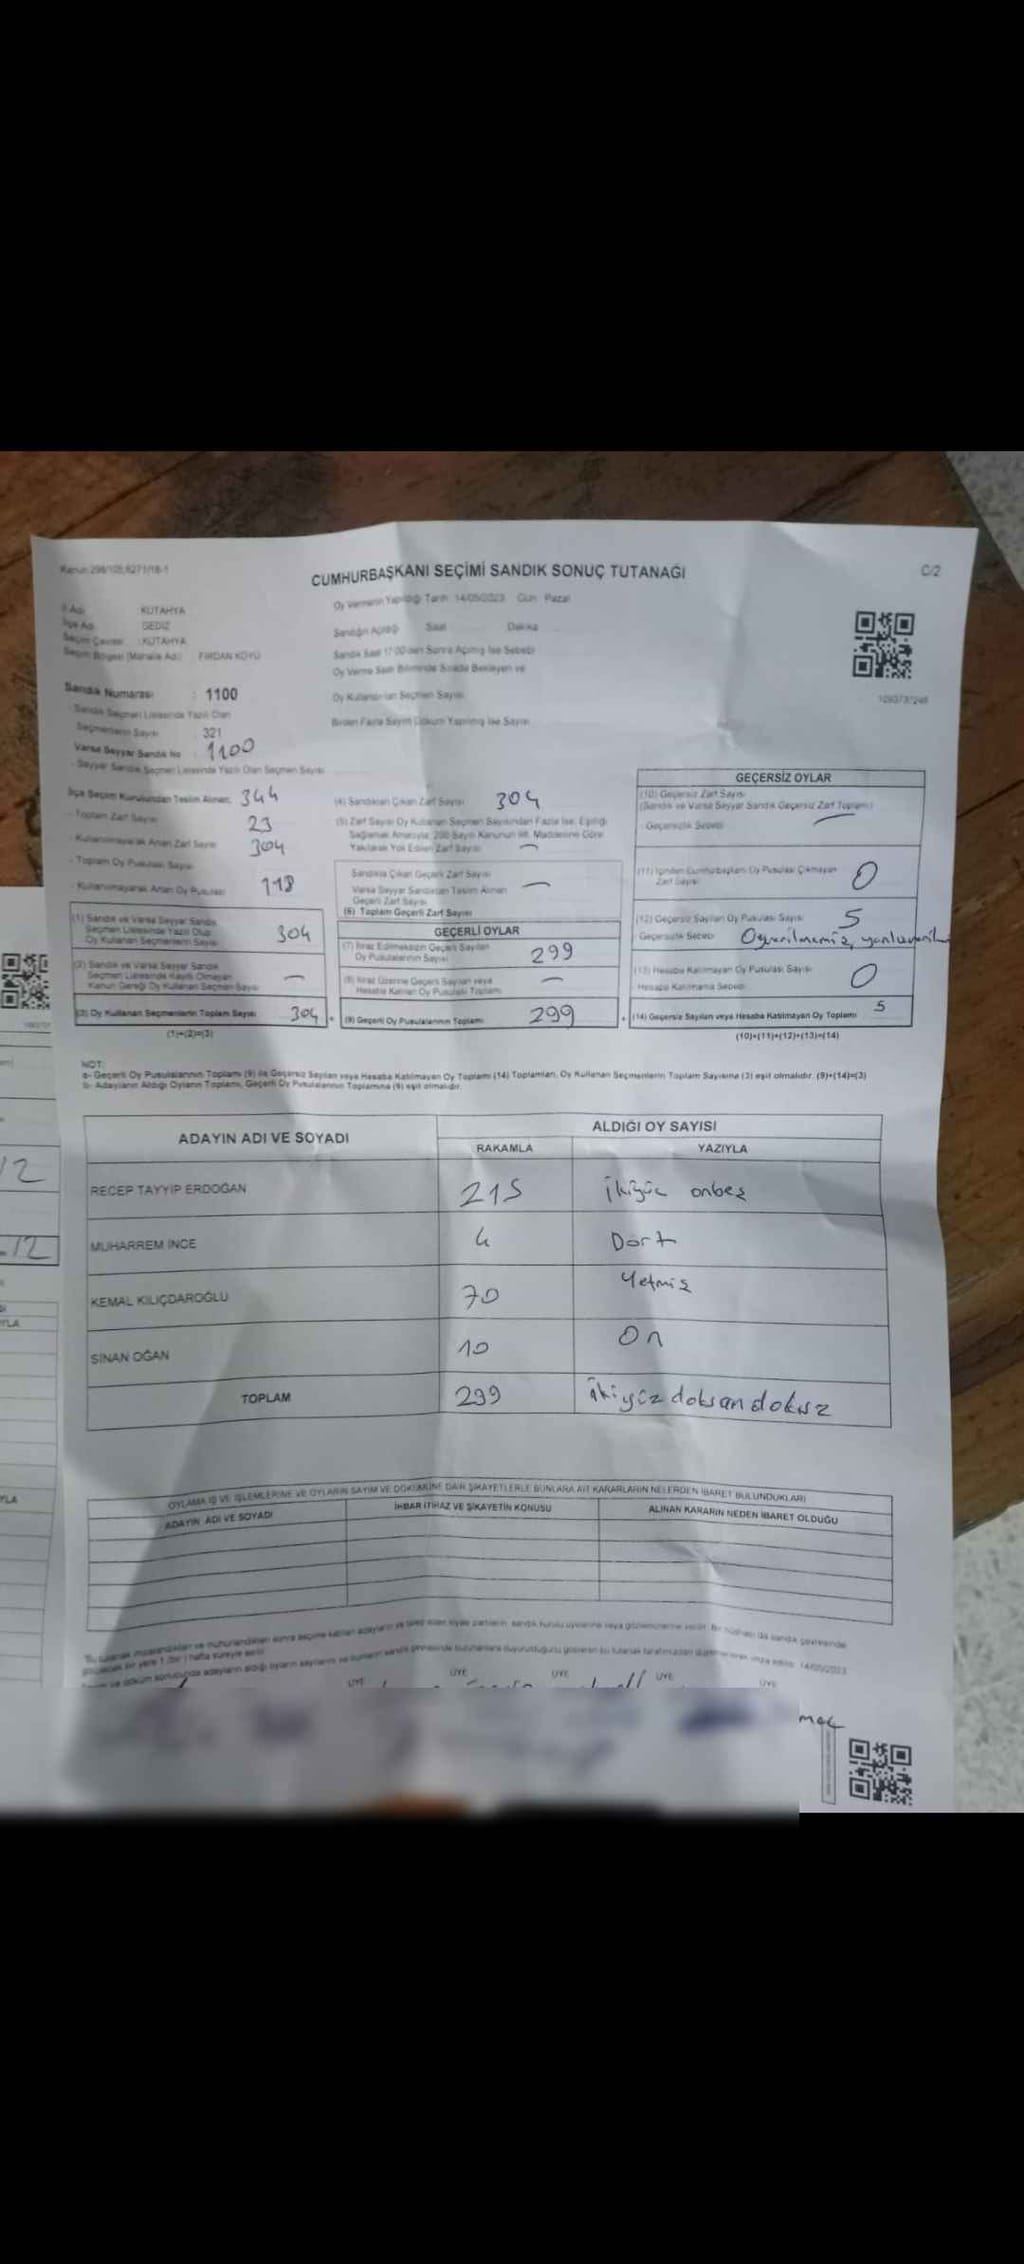 Kanun:298/105;6271/18-1
CUMHURBAŞKANI SEÇİMİ SANDIK SONUÇ TUTANAĞI
C/2
İl Adı KÜTAHYA
İlçe Adı GEDİZ
Seçim Çevresi : KÜTAHYA
Seçim Bölgesi (Mahalle Adı) FIRDAN KÖYÜ
Oy Vermenin Yapıldığı Tarih: 14/05/2023 Gün: Pazar
Sandığın Açıldığı Saat Dakika
Sandık Saat 17:00'den Sonra Açılmış İse Sebebi
Oy Verme Saati Bitiminde Sırada Bekleyen ve
Oy Kullanan Seçmen Sayısı
Birden Fazla Sayım Döküm Yapılmış İse Sayısı
Sandık Numarası : 1100
Sandık Seçmen Listesinde Yazılı Olan
Seçmenlerin Sayısı 321
Varsa Seyyar Sandık No 1100
- Seyyar Sandık Seçmen Listesinde Yazılı Olan Seçmen Sayısı
İlçe Seçim Kurulundan Teslim Alınan; 344
- Toplam Zarf Sayısı 23
- Kullanılmayarak Artan Zarf Sayısı 304
- Toplam Oy Pusulası Sayısı
- Kullanılmayarak Artan Oy Pusulası 118
(1) Sandık ve Varsa Seyyar Sandık
Seçmen Listesinde Yazılı Olup
Oy Kullanan Seçmenlerin Sayısı 304
(2) Sandık ve Varsa Seyyar Sandık
Seçmen Listesinde Kayıtlı Olmayan
Kanun Gereği Oy Kullanan Seçmen Sayısı —
(3) Oy Kullanan Seçmenlerin Toplam Sayısı 304
(1)+(2)=(3)
(4) Sandıktan Çıkan Zarf Sayısı 304
(5) Zarf Sayısı Oy Kullanan Seçmen Sayısından Fazla İse, Eşitliği
Sağlamak Amacıyla; 298 Sayılı Kanunun 98. Maddesine Göre
Yakılarak Yok Edilen Zarf Sayısı —
Sandıkta Çıkan Geçerli Zarf Sayısı
Varsa Seyyar Sandıktan Teslim Alınan —
Geçerli Zarf Sayısı
(6) Toplam Geçerli Zarf Sayısı
GEÇERLİ OYLAR
(7) İtiraz Edilmeksizin Geçerli Sayılan
Oy Pusulalarının Sayısı 299
(8) İtiraz Üzerine Geçerli Sayılan veya
Hesaba Katılan Oy Pusulası Toplamı —
(9) Geçerli Oy Pusulalarının Toplamı 299
GEÇERSİZ OYLAR
(10) Geçersiz Zarf Sayısı
(Sandık ve Varsa Seyyar Sandık Geçersiz Zarf Toplamı) —
Geçersizlik Sebebi
(11) İçinden Cumhurbaşkanı Oy Pusulası Çıkmayan
Zarf Sayısı 0
(12) Geçersiz Sayılan Oy Pusulası Sayısı 5
Geçersizlik Sebebi
(13) Hesaba Katılmayan Oy Pusulası Sayısı 0
Hesaba Katılmama Sebebi
(14) Geçersiz Sayılan veya Hesaba Katılmayan Oy Toplamı 5
(10)+(11)+(12)+(13)=(14)
NOT:
a- Geçerli Oy Pusulalarının Toplamı (9) ile Geçersiz Sayılan veya Hesaba Katılmayan Oy Toplamı (14) Toplamları, Oy Kullanan Seçmenlerin Toplam Sayısına (3) eşit olmalıdır. (9)+(14)=(3)
b- Adayların Aldığı Oyların Toplamı, Geçerli Oy Pusulalarının Toplamına (9) eşit olmalıdır.
ADAYIN ADI VE SOYADI ALDIĞI OY SAYISI
RAKAMLA YAZIYLA
RECEP TAYYİP ERDOĞAN 215 İkiyüz onbeş
MUHARREM İNCE 4 Dört
KEMAL KILIÇDAROĞLU 70 Yetmiş
SİNAN OĞAN 10 On
TOPLAM 299 İkiyüz doksan dokuz
OYLAMA İŞ VE İŞLEMLERİNE VE OYLARIN SAYIM VE DÖKÜMÜNE DAİR ŞİKAYETLERLE BUNLARA AİT KARARLARIN NELERDEN İBARET BULUNDUKLARI
ADAYIN ADI VE SOYADI İHBAR İTİRAZ VE ŞİKAYETİN KONUSU ALINAN KARARIN NEDEN İBARET OLDUĞU
ÜYE ÜYE ÜYE ÜYE ÜYE
12
12
YLA
YLA